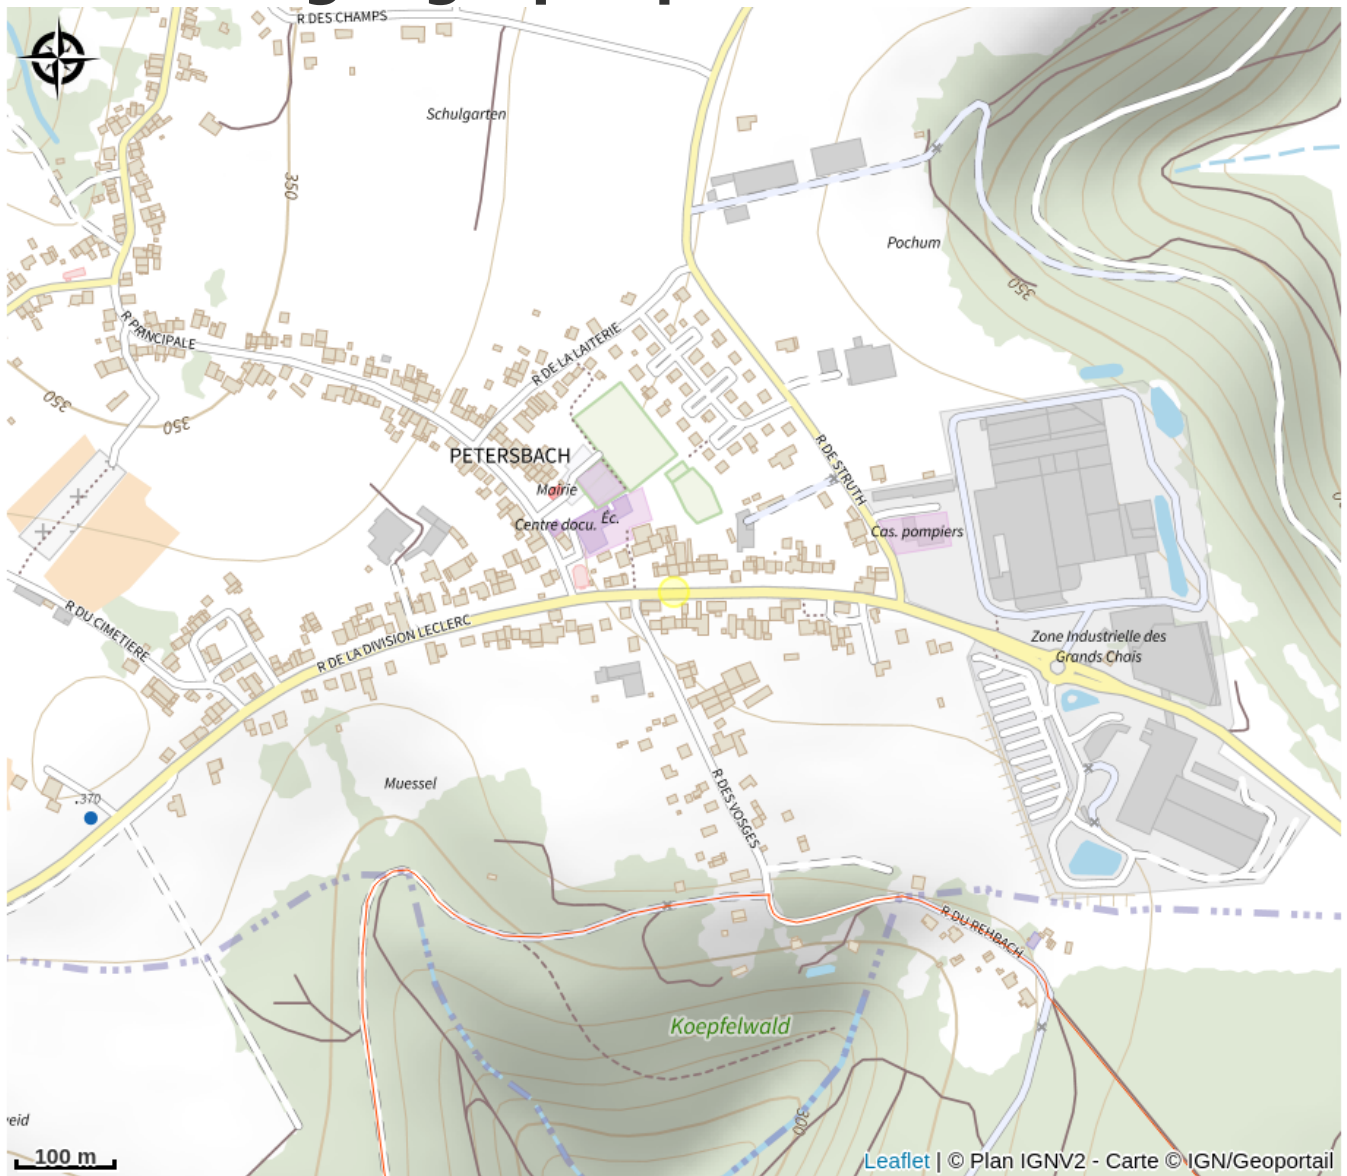 R DES CHAMPS
Schulgarten
350
Pochum
350
R PRINCIPALE
R DE LA LAITERIE
350
350
PETERSBACH
R DE STRUTH
Mairie
Centre docu.
Éc.
Cas. pompiers
R DU CIMETIERE
R DE LA DIVISION LECLERC
Zone Industrielle des
Grands Chais
Muessel
.370
R DES VOSGES
R DU REHBACH
Koepfelwald
300
eid
100 m
Leaflet | © Plan IGNV2 - Carte © IGN/Geoportail